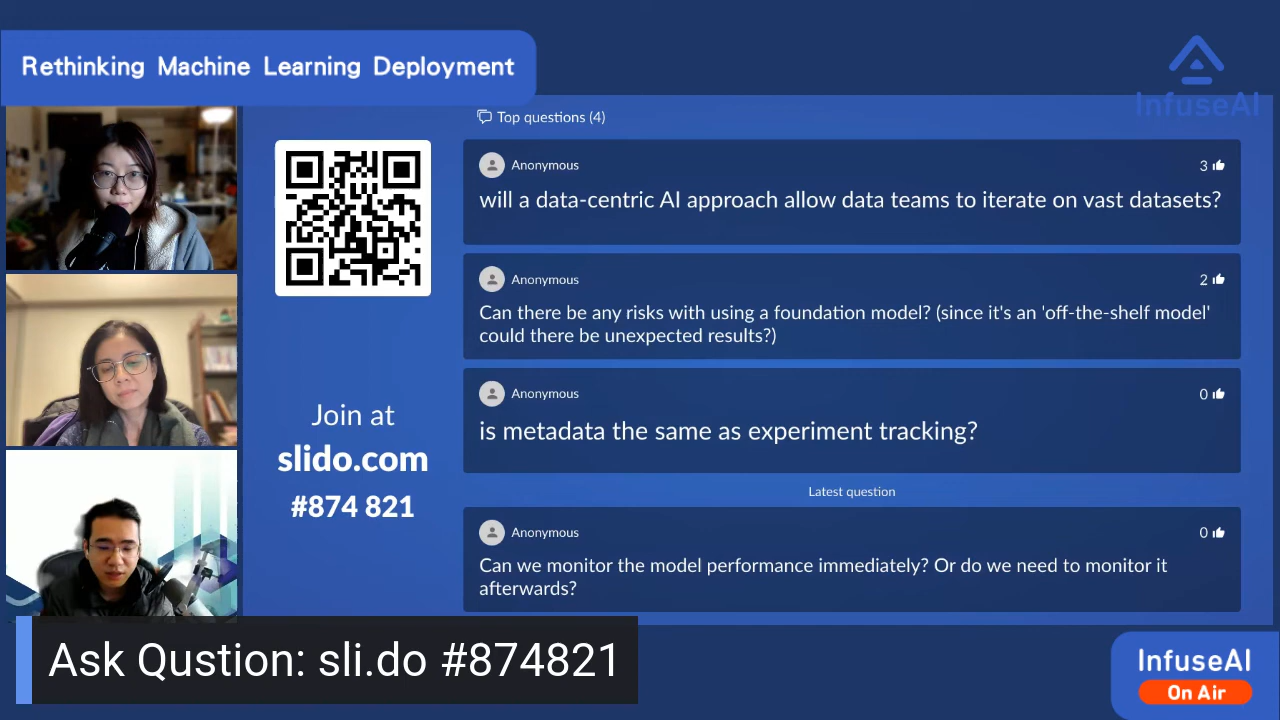 Rethinking Machine Learning Deployment
InfuseAI
Top questions (4)
Anonymous
3
will a data-centric AI approach allow data teams to iterate on vast datasets?
Anonymous
2
Can there be any risks with using a foundation model? (since it's an 'off-the-shelf model'
could there be unexpected results?)
Anonymous
0
is metadata the same as experiment tracking?
Latest question
Anonymous
0
Can we monitor the model performance immediately? Or do we need to monitor it
afterwards?
Join at
slido.com
#874 821
Ask Qustion: sli.do #874821
InfuseAI
On Air